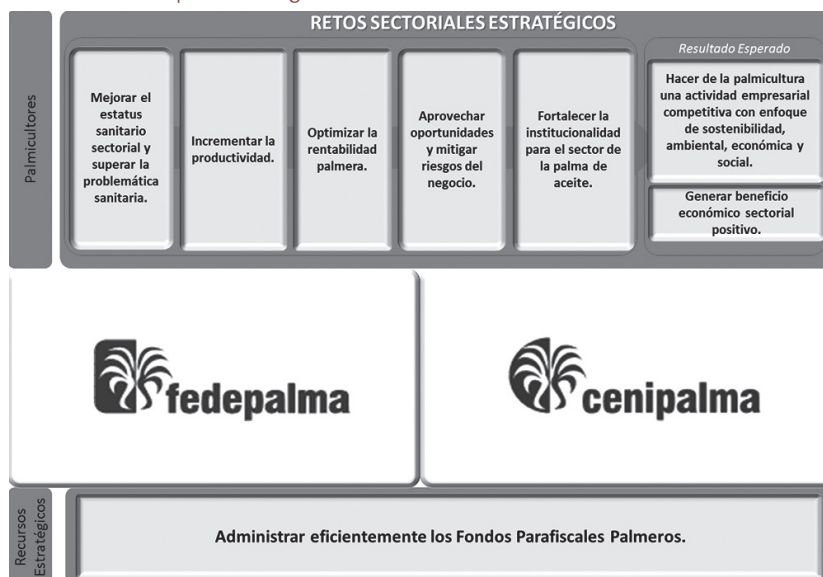 RETOS SECTORIALES ESTRATÉGICOS
Palmicultores
Mejorar el
estatus
sanitario
sectorial y
superar la
problemática
sanitaria.
Incrementar la
productividad.
Optimizar la
rentabilidad
palmera.
Aprovechar
oportunidades
y mitigar
riesgos del
negocio.
Fortalecer la
institucionalidad
para el sector de
la palma de
aceite.
Resultado Esperado
Hacer de la palmicultura
una actividad empresarial
competitiva con enfoque
de sostenibilidad,
ambiental, económica y
social.
Generar beneficio
económico sectorial
positivo.
fedepalma
cenipalma
Recursos
Estratégicos
Administrar eficientemente los Fondos Parafiscales Palmeros.